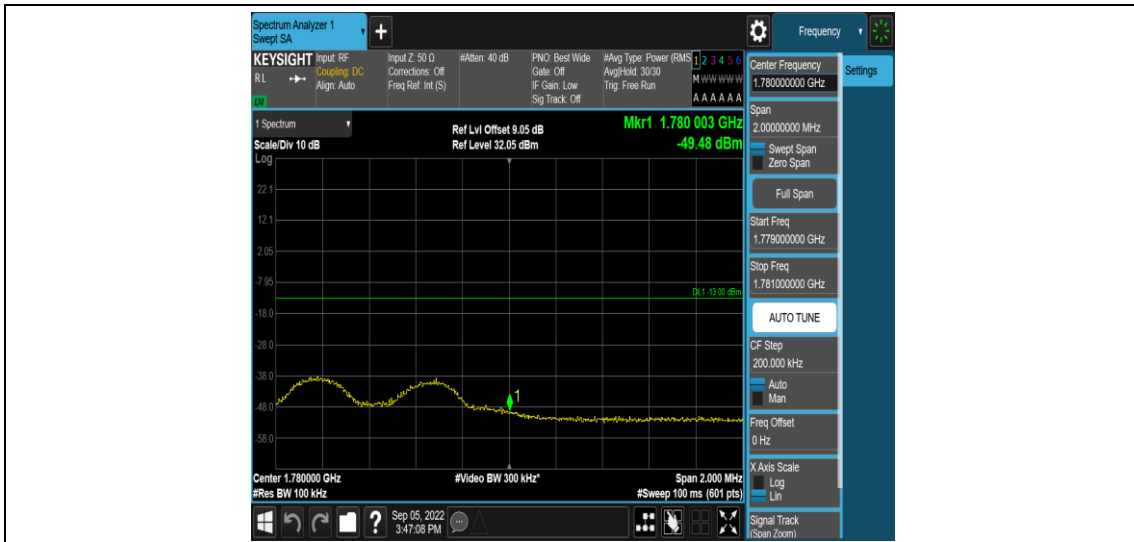 Spectrum Analyzer 1
Swept SA
+
Frequency
KEYSIGHT
RL
LXI
Input: RF
Coupling: DC
Align: Auto
Input Z: 50 Ω
Corrections: Off
Freq Ref: Int (S)
#Atten: 40 dB
PNO: Best Wide
Gate: Off
IF Gain: Low
Sig Track: Off
#Avg Type: Power (RMS
Avg|Hold: 30/30
Trig: Free Run
1 2 3 4 5 6
M W W W W W
A A A A A A
1 Spectrum
Scale/Div 10 dB
Log
Ref Lvl Offset 9.05 dB
Ref Level 32.05 dBm
Mkr1 1.780 003 GHz
-49.48 dBm
22.1
12.1
2.05
-7.95
DL1 -13.00 dBm
-18.0
-28.0
-38.0
1
-48.0
-58.0
Center 1.780000 GHz
#Video BW 300 kHz*
Span 2.000 MHz
#Res BW 100 kHz
#Sweep 100 ms (601 pts)
?
Sep 05, 2022
3:47:08 PM
Center Frequency
1.780000000 GHz
Settings
Span
2.00000000 MHz
Swept Span
Zero Span
Full Span
Start Freq
1.779000000 GHz
Stop Freq
1.781000000 GHz
AUTO TUNE
CF Step
200.000 kHz
Auto
Man
Freq Offset
0 Hz
X Axis Scale
Log
Lin
Signal Track
(Span Zoom)